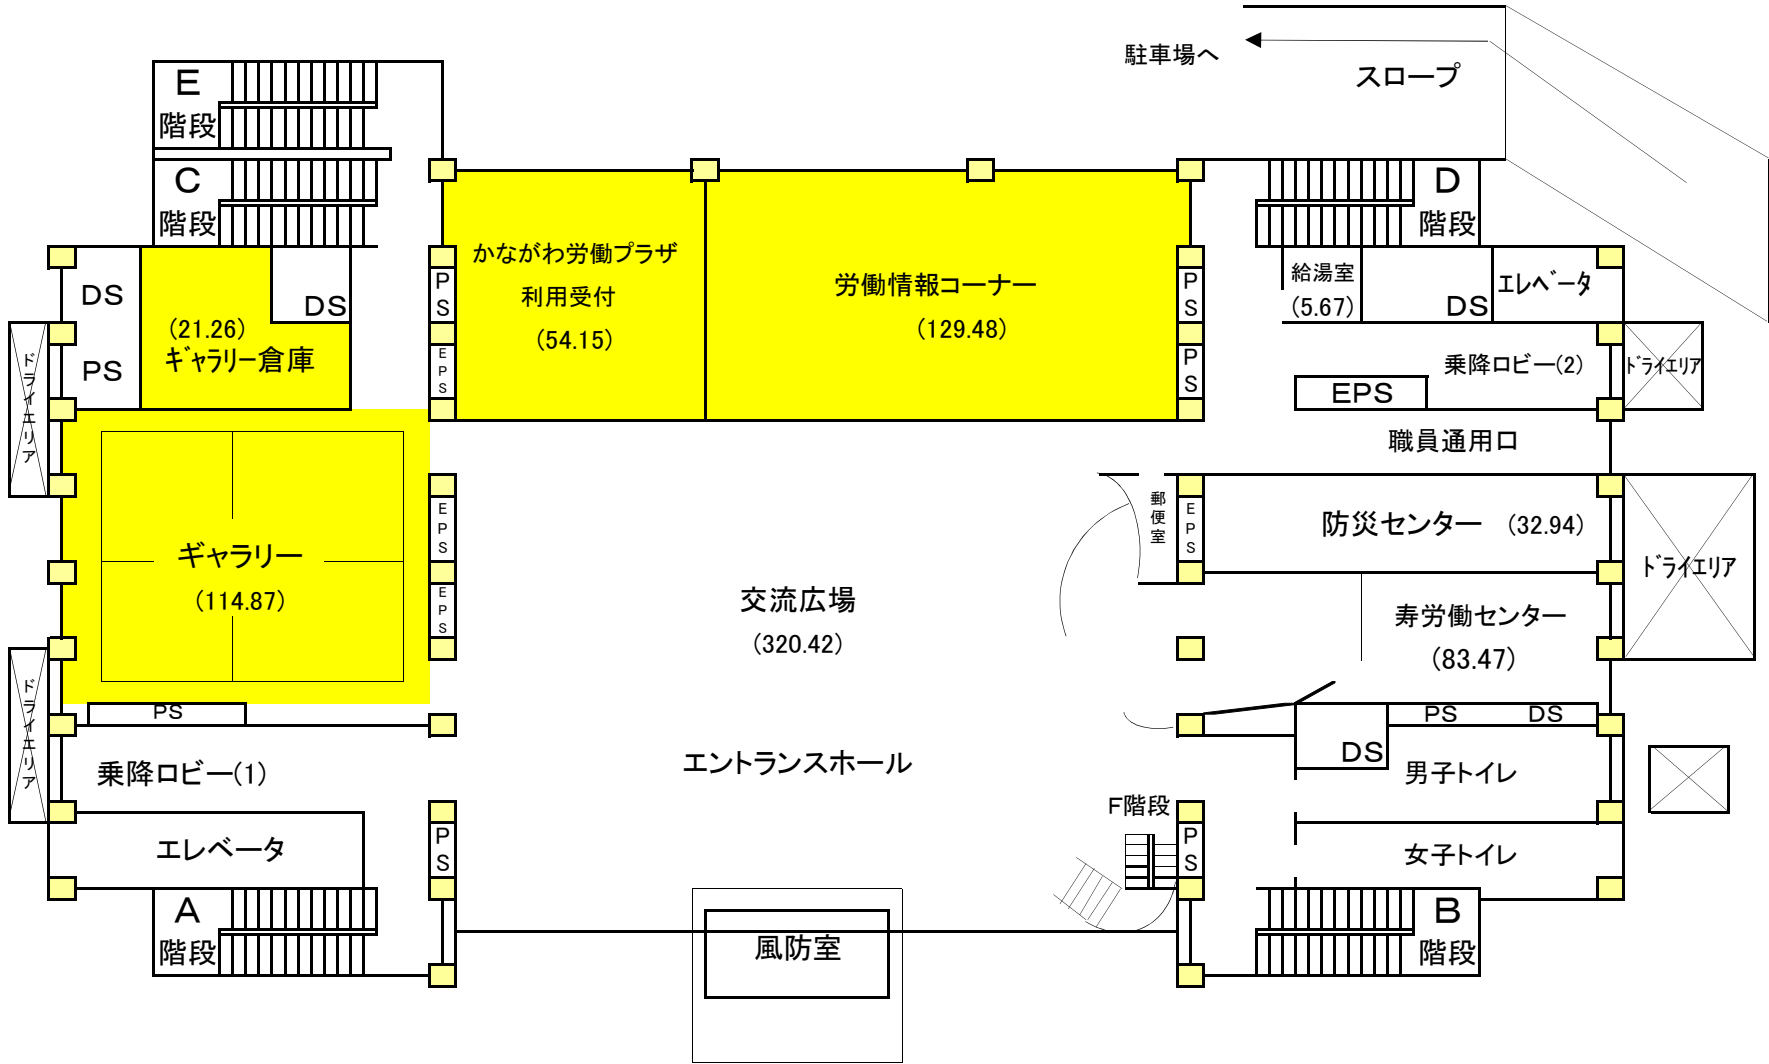 駐車場へ
スロープ
E
階段
C
階段
D
階段
かながわ労働プラザ
利用受付
(54.15)
労働情報コーナー
(129.48)
給湯室
(5.67)
DS
エレベータ
DS
PS
DS
(21.26)
ギャラリー倉庫
PS
EPS
PS
PS
乗降ロビー(2)
ドライエリア
EPS
ドライエリア
職員通用口
郵便室
EPS
EPS
EPS
防災センター (32.94)
ドライエリア
ギャラリー
(114.87)
交流広場
(320.42)
寿労働センター
(83.47)
PS
PS
DS
DS
男子トイレ
ドライエリア
乗降ロビー(1)
エントランスホール
F階段
PS
PS
エレベータ
女子トイレ
A
階段
風防室
B
階段